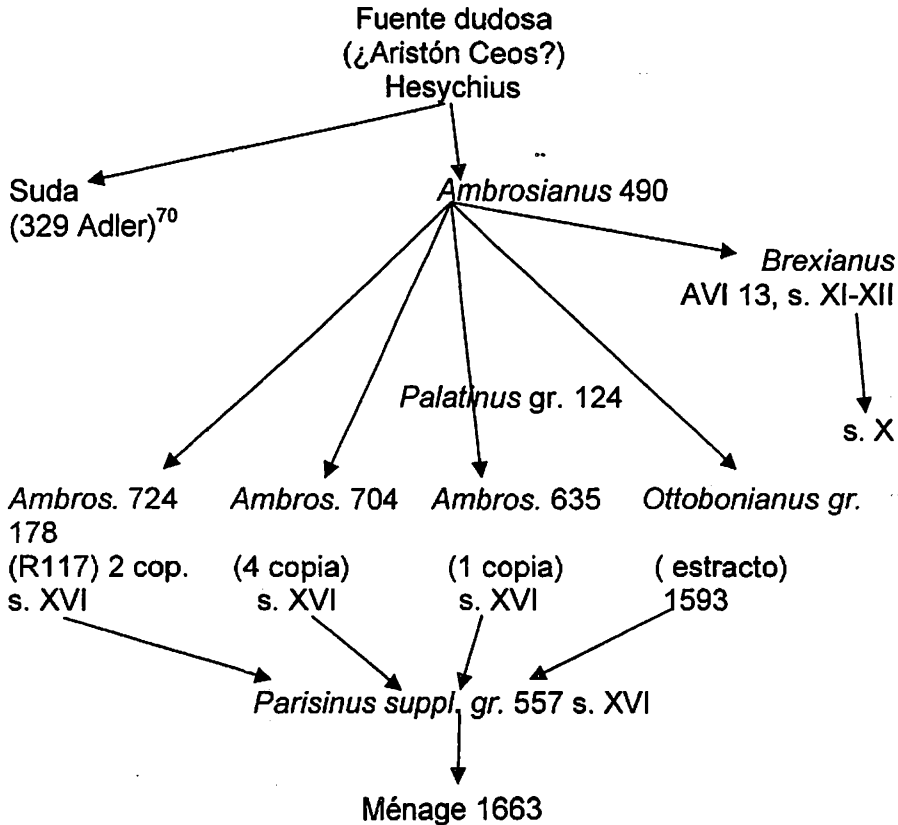 Fuente dudosa
(¿Aristón Ceos?)
Hesychius
Suda
(329 Adler)70
Ambrosianus 490
Brexianus
AVI 13, s. XI-XII
Palatinus gr. 124
s. X
Ambros. 724
178
(R117) 2 cop.
s. XVI
Ambros. 704
(4 copia)
s. XVI
Ambros. 635
(1 copia)
s. XVI
Ottobonianus gr.
( estracto)
1593
Parisinus suppl. gr. 557 s. XVI
Ménage 1663